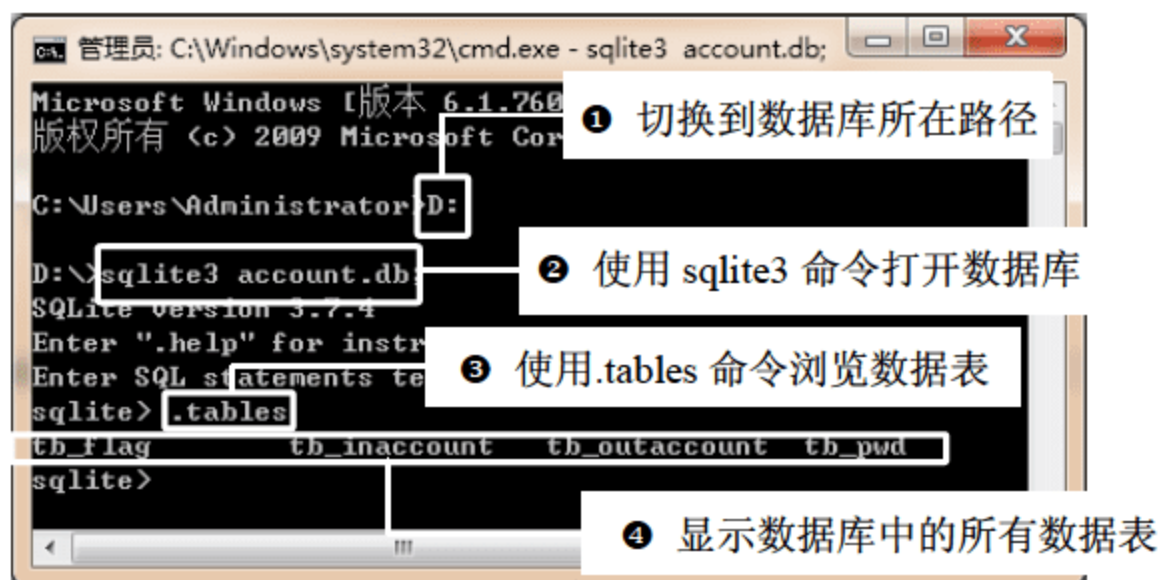 管理员: C:\Windows\system32\cmd.exe - sqlite3 account.db;
Microsoft Windows [版本 6.1.760
❶ 切换到数据库所在路径
版权所有 (c) 2009 Microsoft Cor
C:\Users\Administrator>D:
D:\>sqlite3 account.db;
❷ 使用 sqlite3 命令打开数据库
SQLite version 3.7.4
Enter ".help" for instr
❸ 使用.tables 命令浏览数据表
Enter SQL statements te
sqlite> .tables
tb_flag tb_inaccount tb_outaccount tb_pwd
sqlite>
❹ 显示数据库中的所有数据表